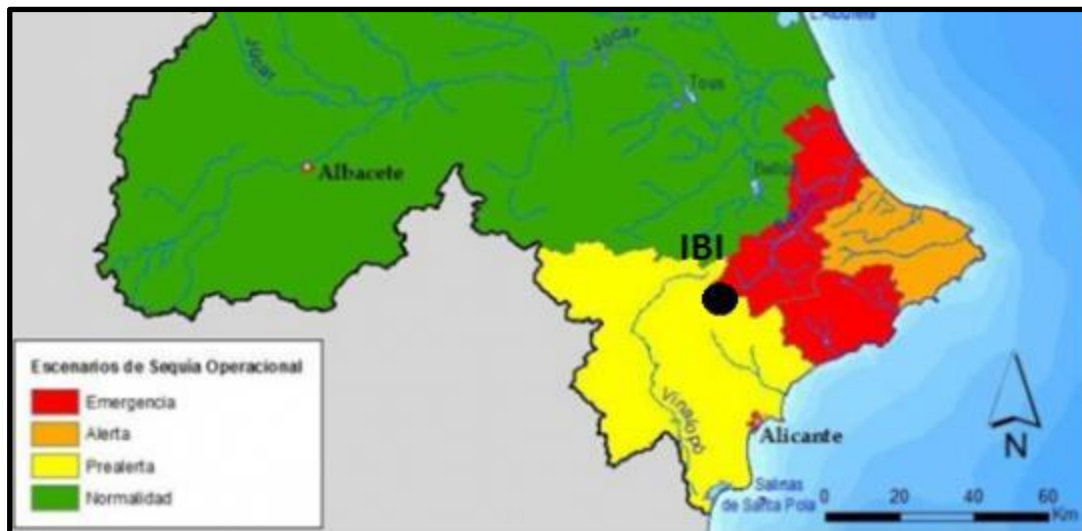 L'Albufera
Júcar
Júcar
Tous
Albacete
IBI
Vinalopó
Alicante
Salinas
de Santa Pola
Escenarios de Sequía Operacional
Emergencia
Alerta
Prealerta
Normalidad
N
0 20 40 60
Km